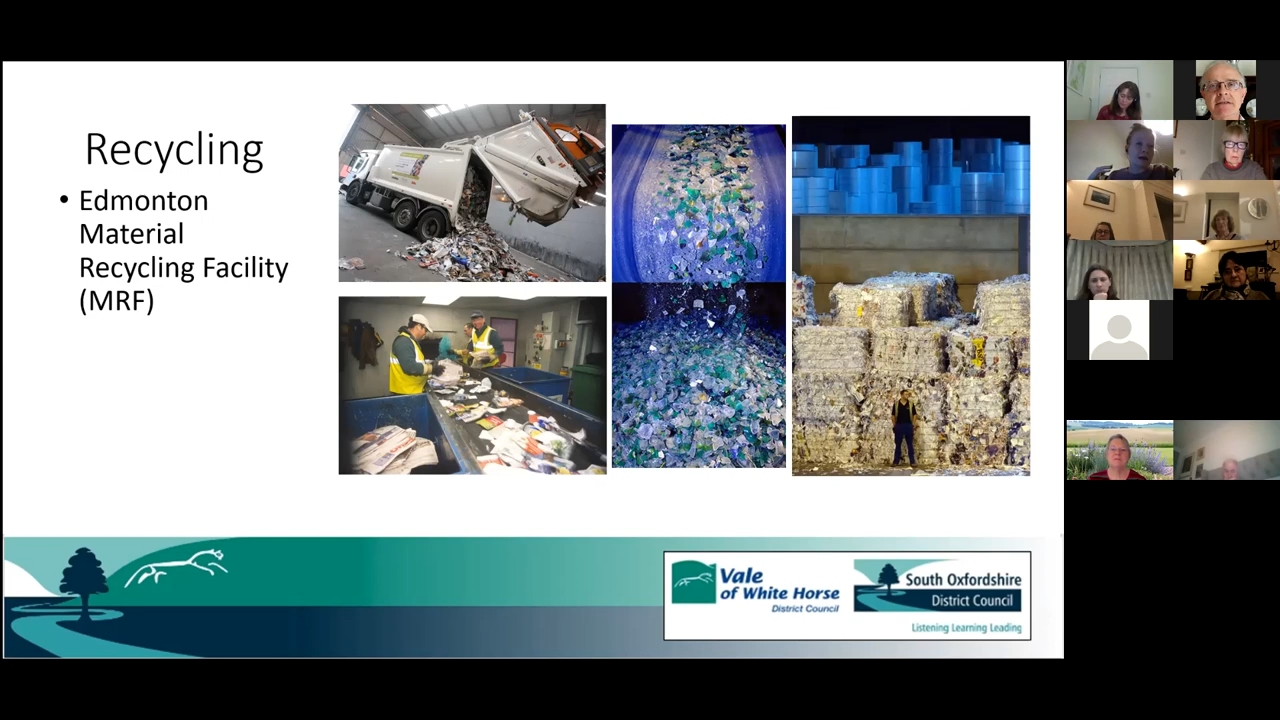 Recycling
• Edmonton
Material
Recycling Facility
(MRF)
Vale
of White Horse
District Council
South Oxfordshire
District Council
Listening Learning Leading